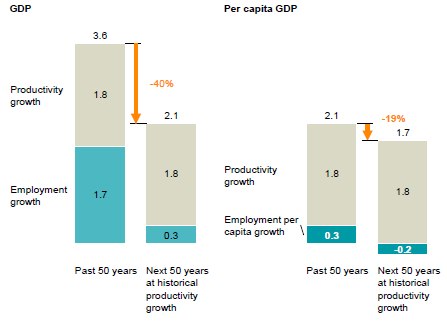 GDP
3.6
-40%
Productivity
growth
1.8
2.1
Employment
growth
1.7
1.8
0.3
Past 50 years
Next 50 years
at historical
productivity
growth
Per capita GDP
2.1
-19%
1.7
Productivity
growth
1.8
1.8
Employment per
capita growth
0.3
-0.2
Past 50 years
Next 50 years
at historical
productivity
growth